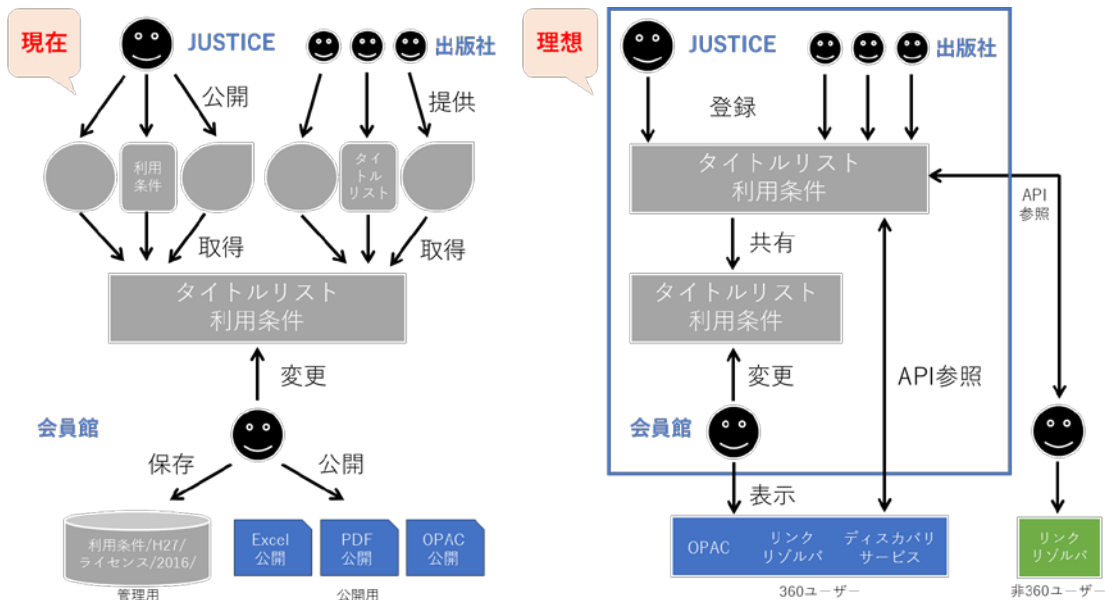 現在
JUSTICE
出版社
公開
提供
利用
条件
タイ
トル
リスト
取得
取得
タイトルリスト
利用条件
変更
会員館
保存
公開
利用条件/H27/
ライセンス/2016/
管理用
Excel
公開
PDF
公開
OPAC
公開
公開用
理想
JUSTICE
出版社
登録
タイトルリスト
利用条件
API
参照
共有
タイトルリスト
利用条件
変更
API参照
会員館
表示
OPAC
リンク
リゾルバ
ディスカバリ
サービス
360ユーザー
リンク
リゾルバ
非360ユーザー